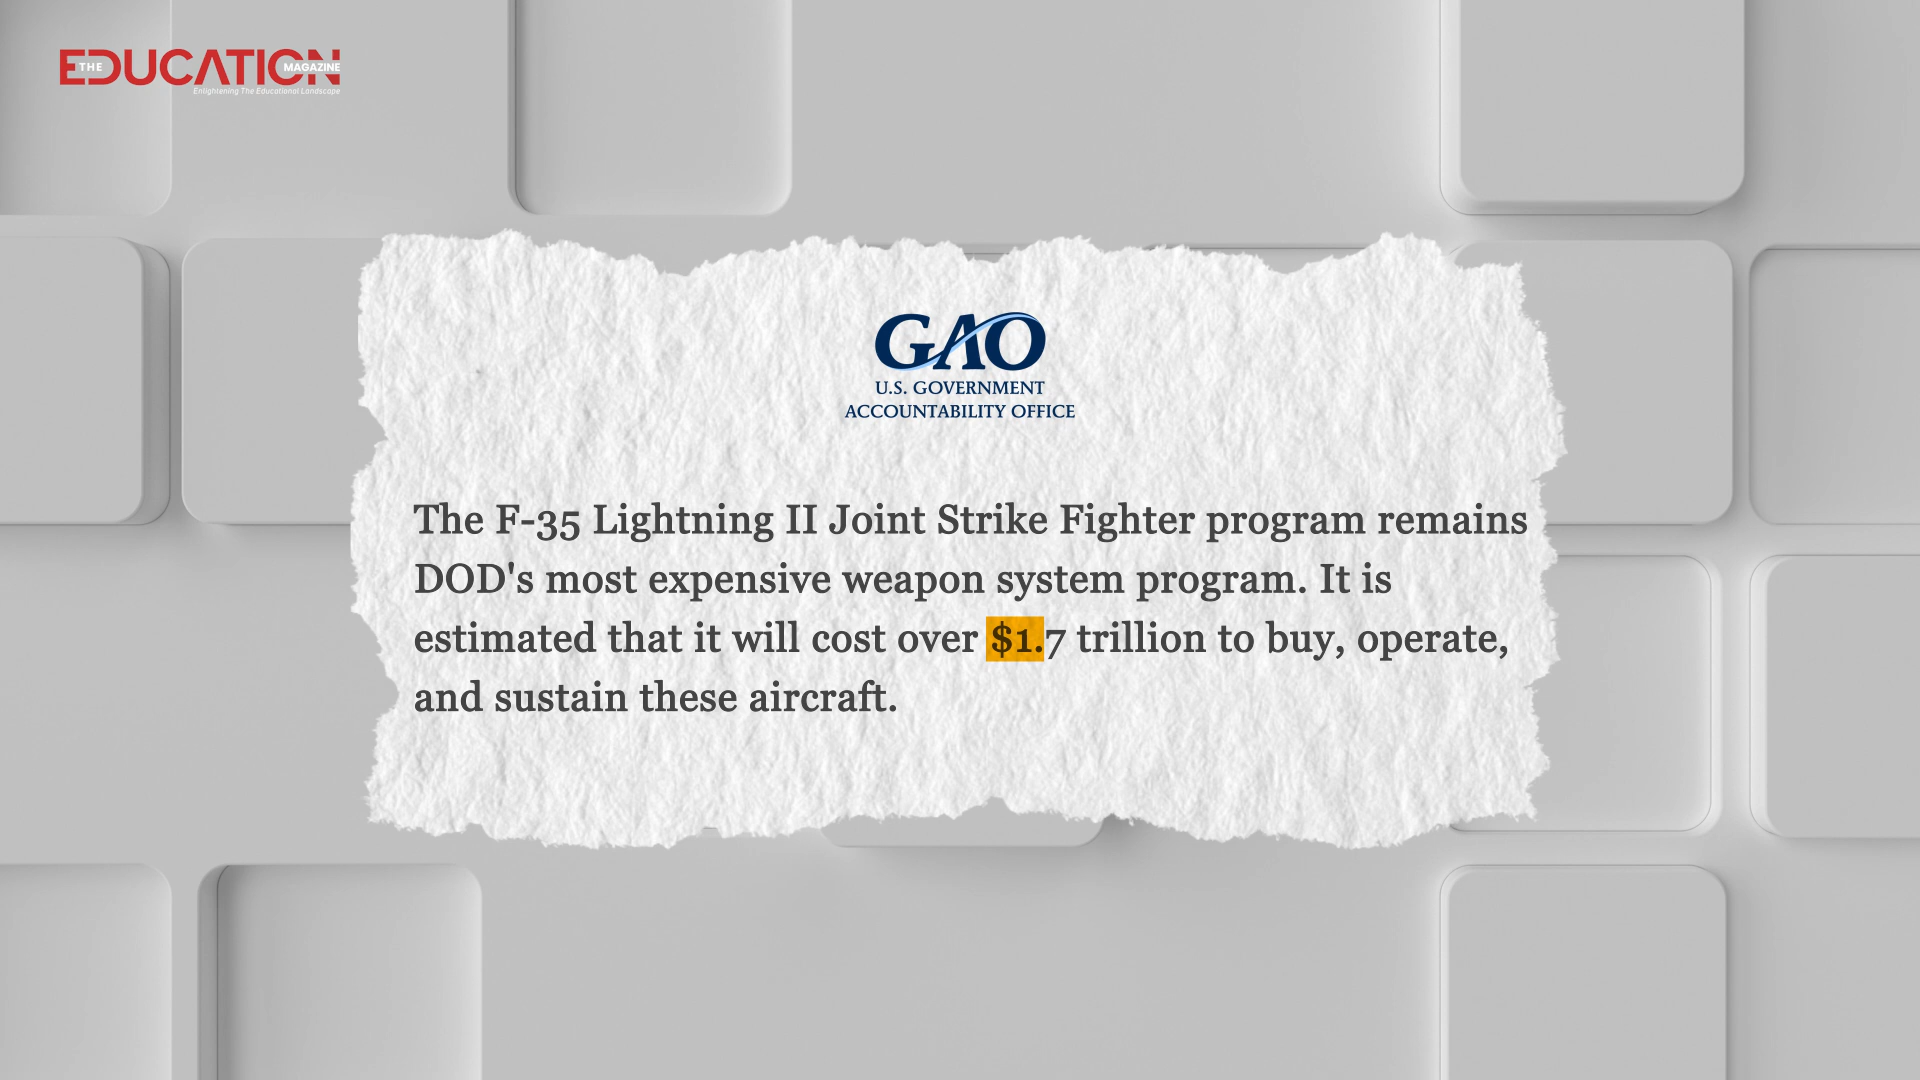 THE EDUCATION MAGAZINE
Enlightening The Educational Landscape
GAO
U.S. GOVERNMENT
ACCOUNTABILITY OFFICE
The F-35 Lightning II Joint Strike Fighter program remains
DOD's most expensive weapon system program. It is
estimated that it will cost over $1.7 trillion to buy, operate,
and sustain these aircraft.